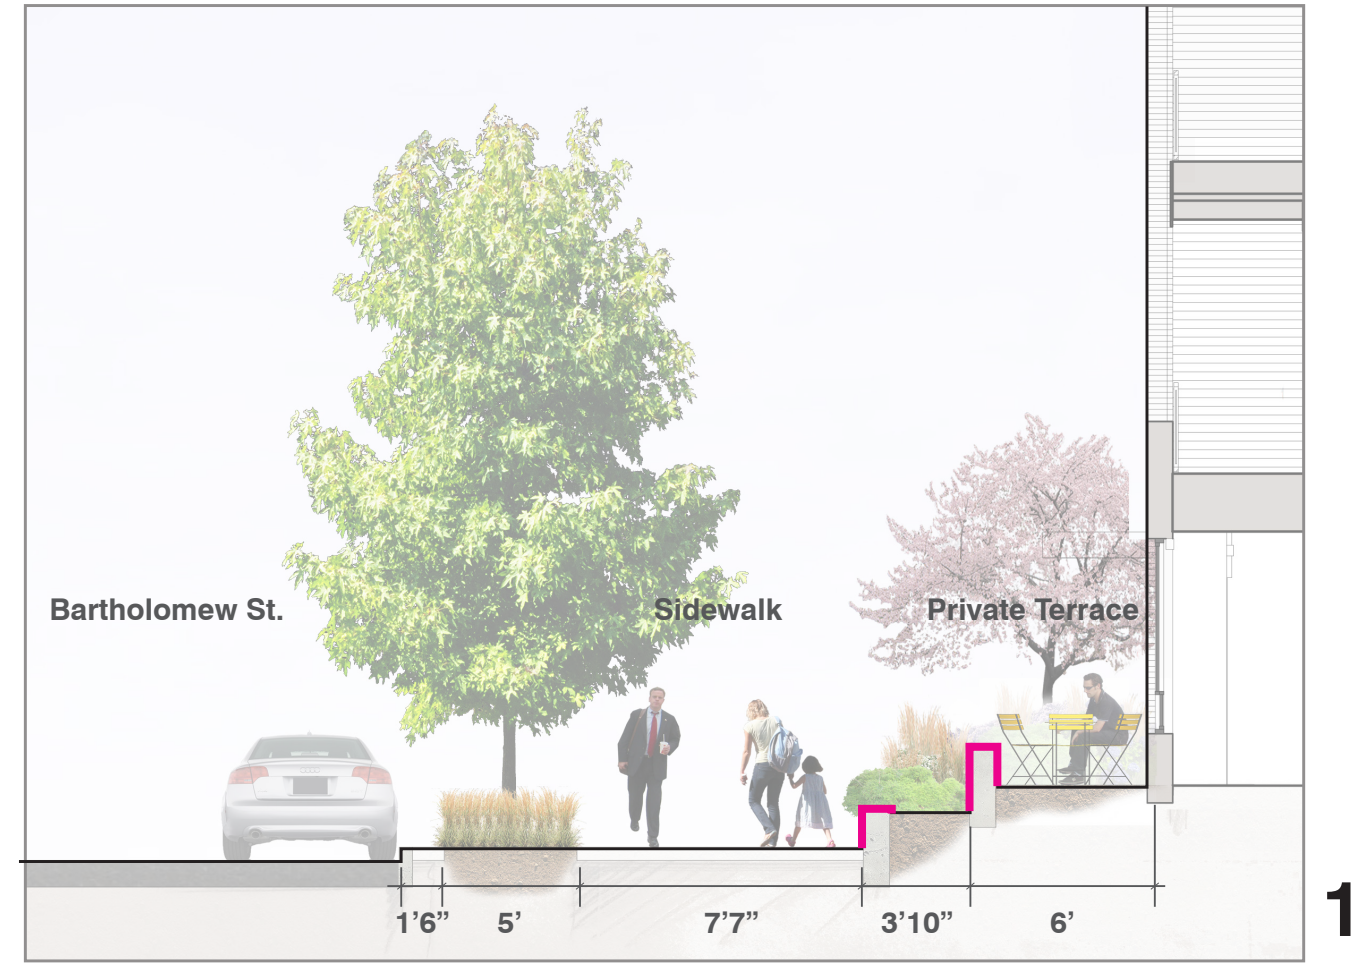 Bartholomew St.
Sidewalk
Private Terrace
1’6”
5’
7’7”
3’10”
6’
1